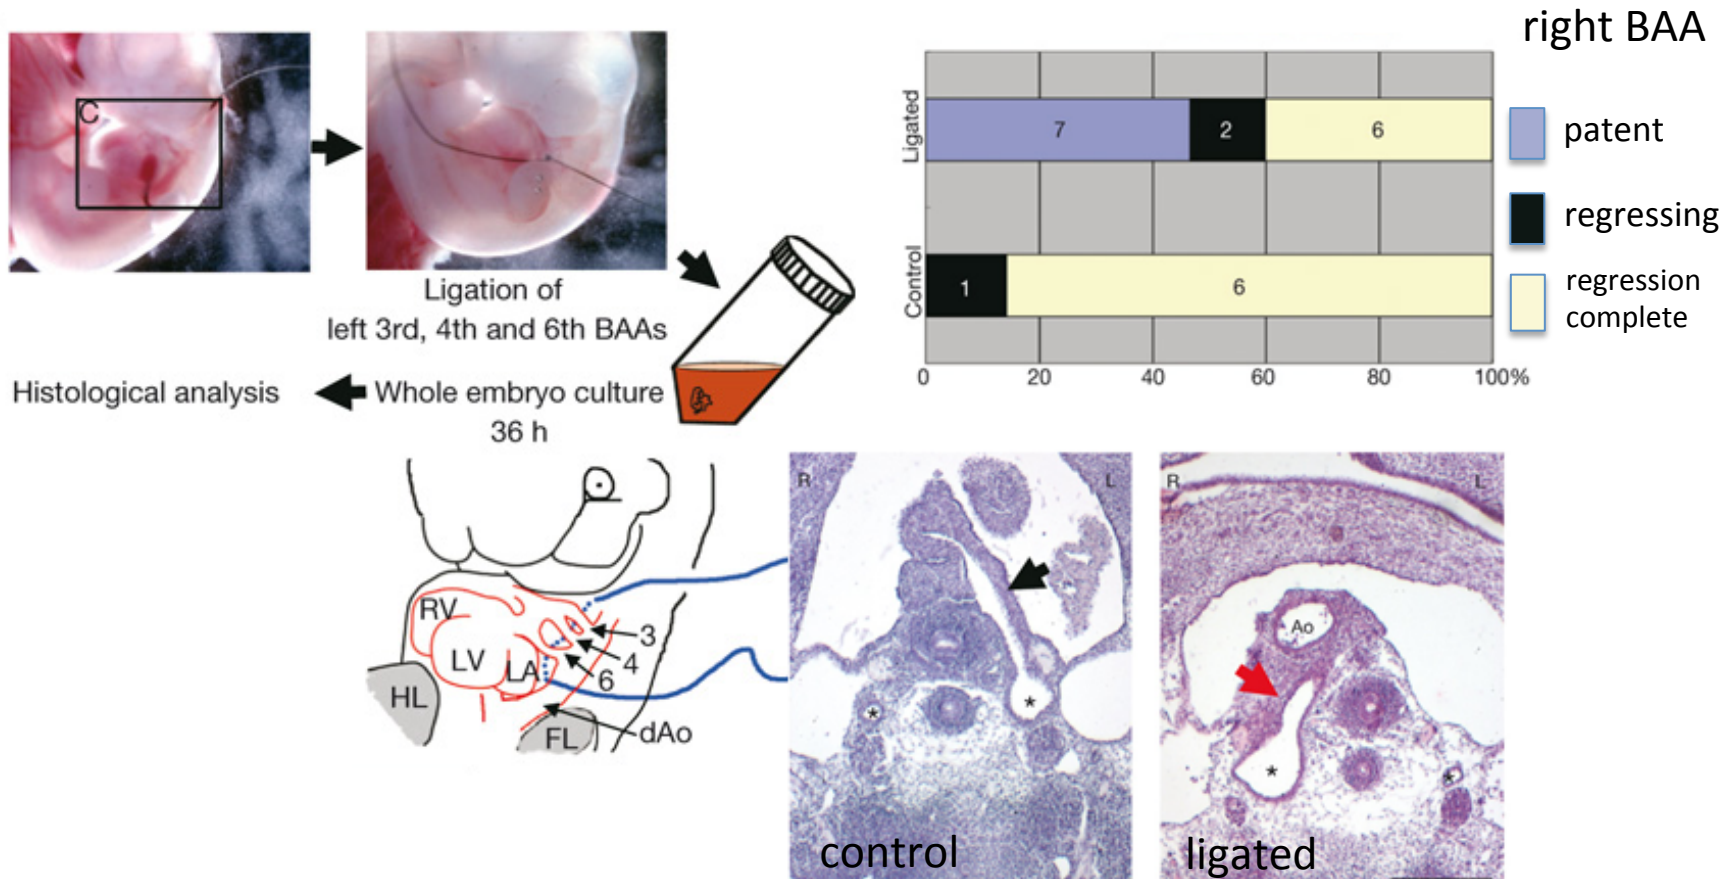 C
Ligation of
left 3rd, 4th and 6th BAAs
Whole embryo culture
36 h
Histological analysis
right BAA
Ligated
7
2
6
Control
1
6
0
20
40
60
80
100%
patent
regressing
regression
complete
RV
LV
LA
HL
FL
3
4
6
dAo
R
L
*
*
control
R
L
Ao
*
*
ligated